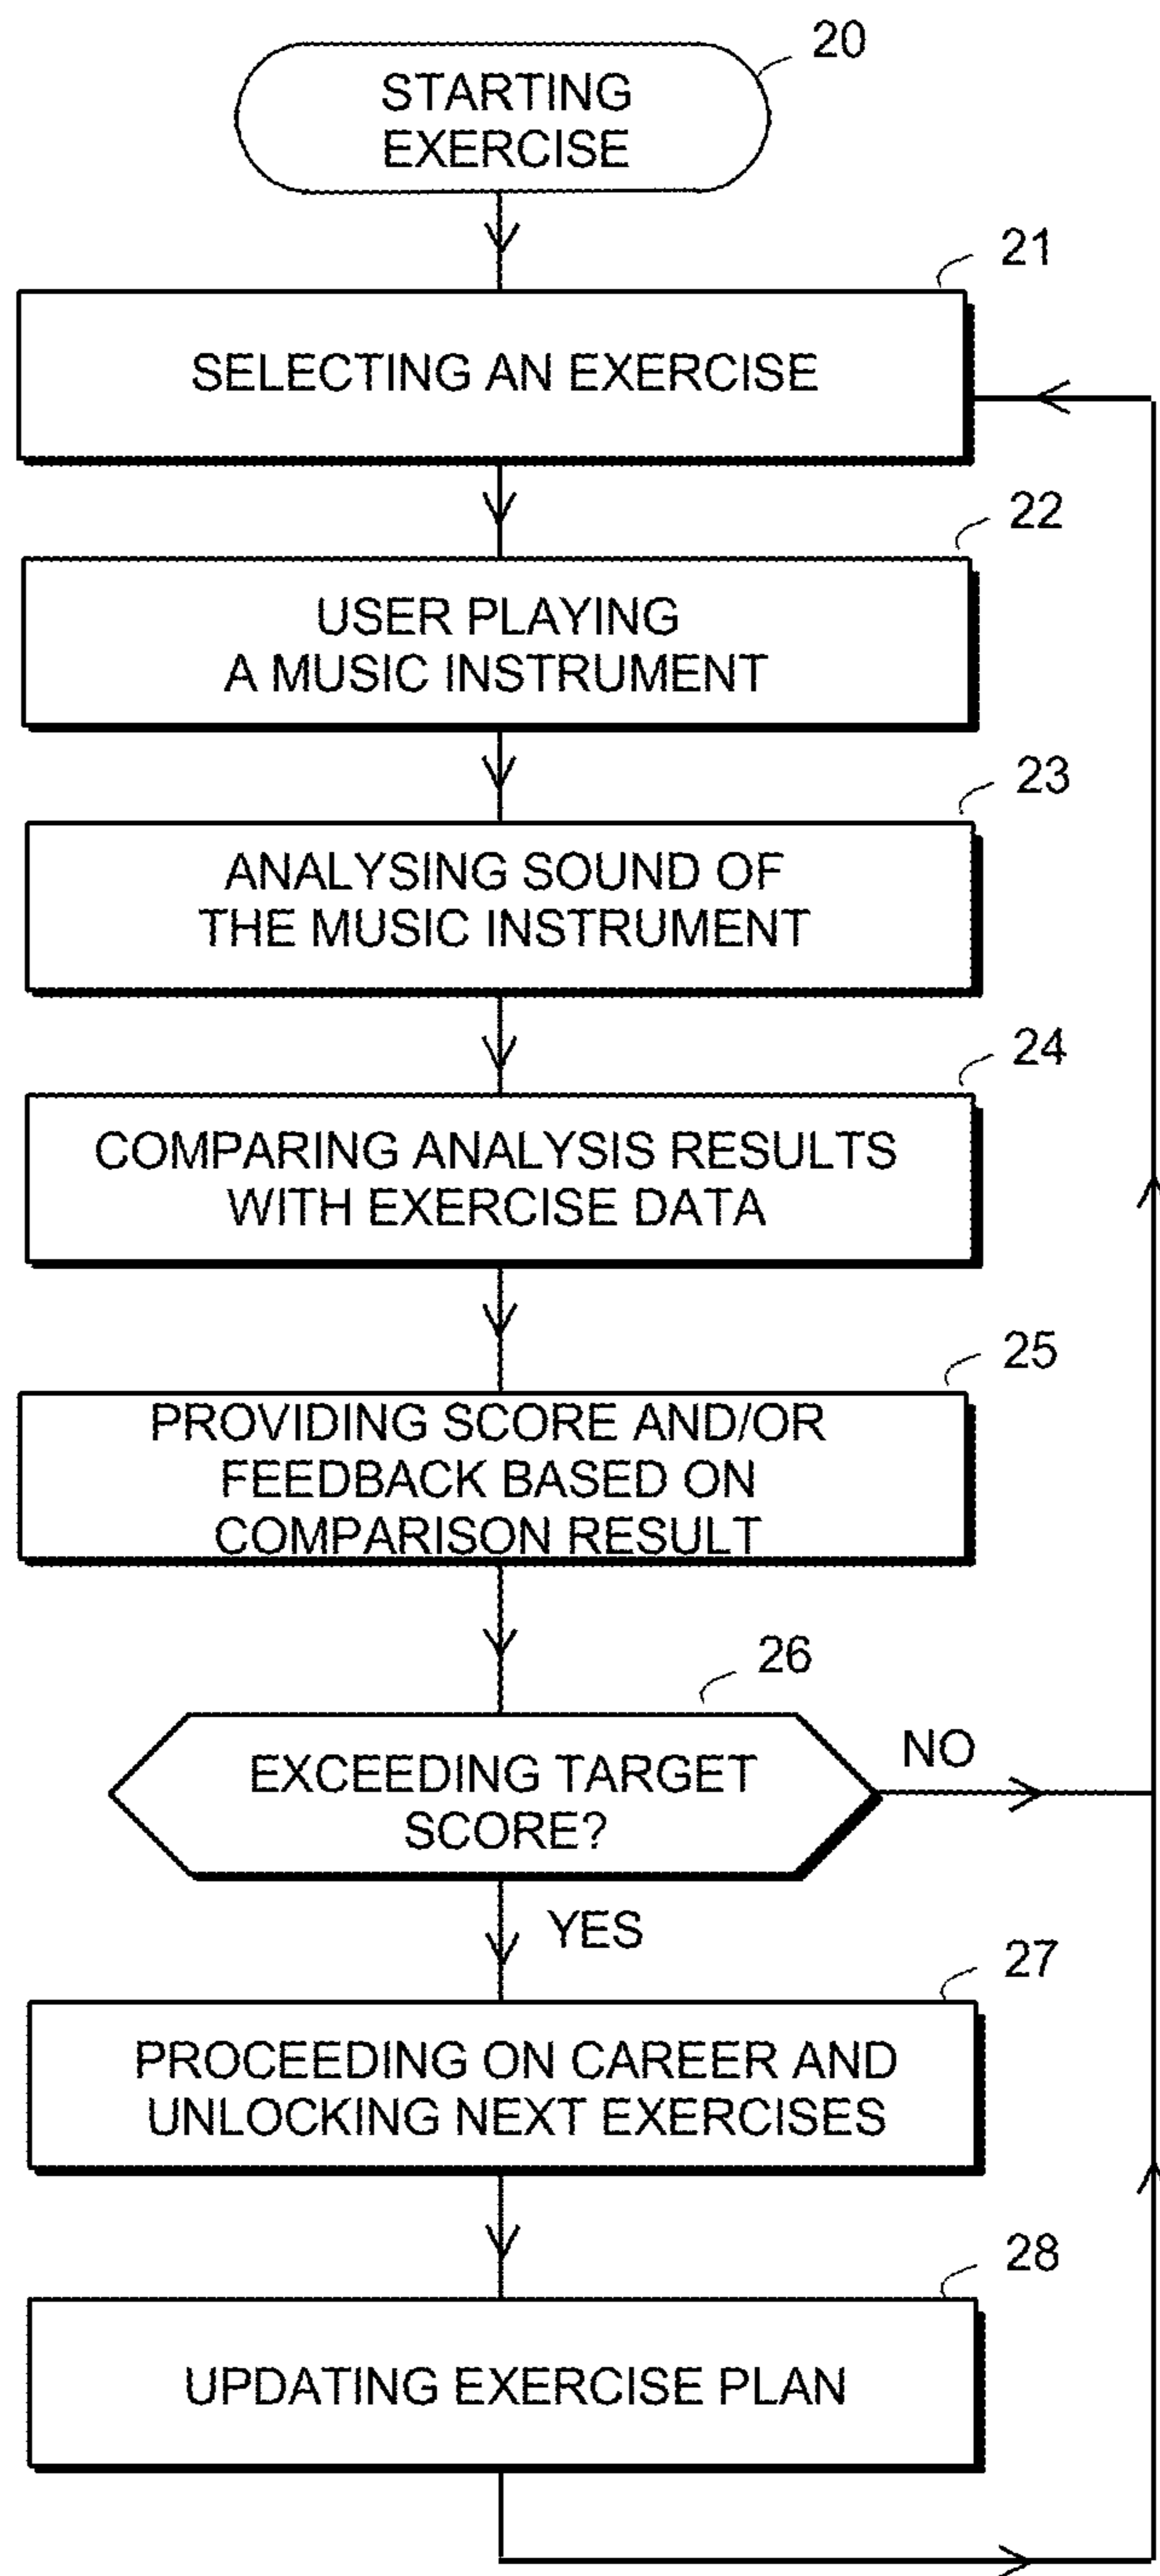 20
STARTING
EXERCISE
21
SELECTING AN EXERCISE
22
USER PLAYING
A MUSIC INSTRUMENT
23
ANALYSING SOUND OF
THE MUSIC INSTRUMENT
24
COMPARING ANALYSIS RESULTS
WITH EXERCISE DATA
25
PROVIDING SCORE AND/OR
FEEDBACK BASED ON
COMPARISON RESULT
26
EXCEEDING TARGET
SCORE?
NO
YES
27
PROCEEDING ON CAREER AND
UNLOCKING NEXT EXERCISES
28
UPDATING EXERCISE PLAN